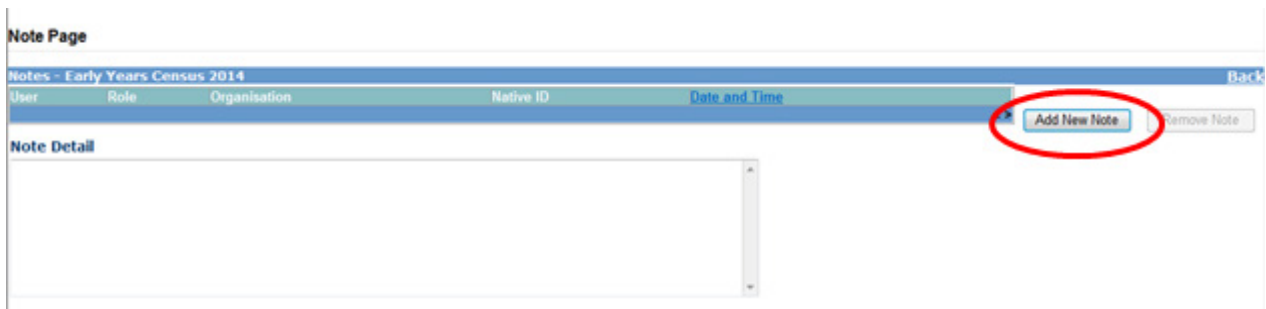 Note Page
Notes - Early Years Census 2014 Back
User Role Organisation Native ID Date and Time
Add New Note Remove Note
Note Detail